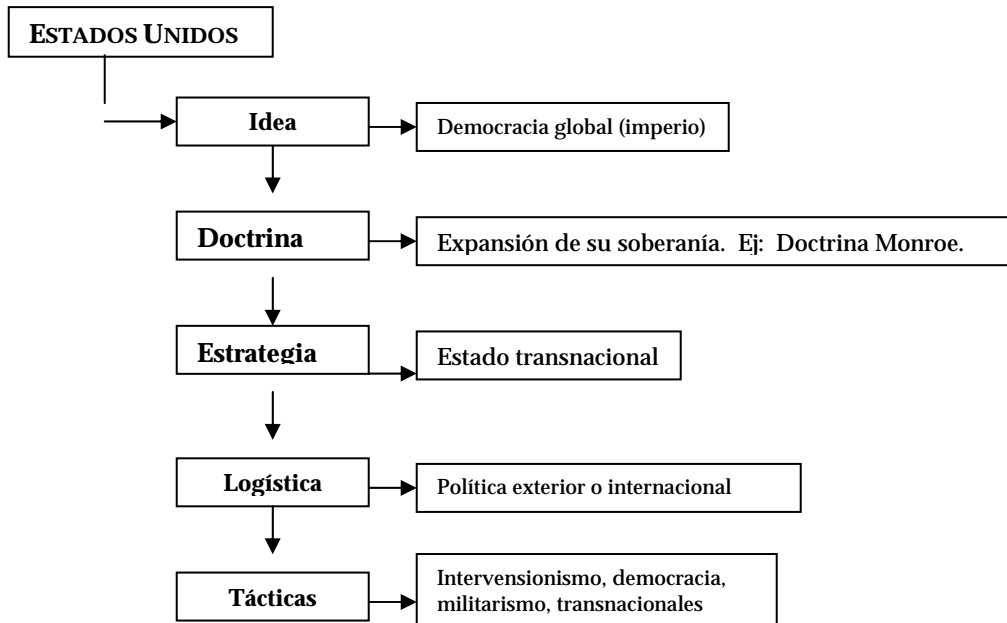 ESTADOS UNIDOS
Idea
Democracia global (imperio)
Doctrina
Expansión de su soberanía. Ej: Doctrina Monroe.
Estrategia
Estado transnacional
Logística
Política exterior o internacional
Tácticas
Intervensionismo, democracia,
militarismo, transnacionales